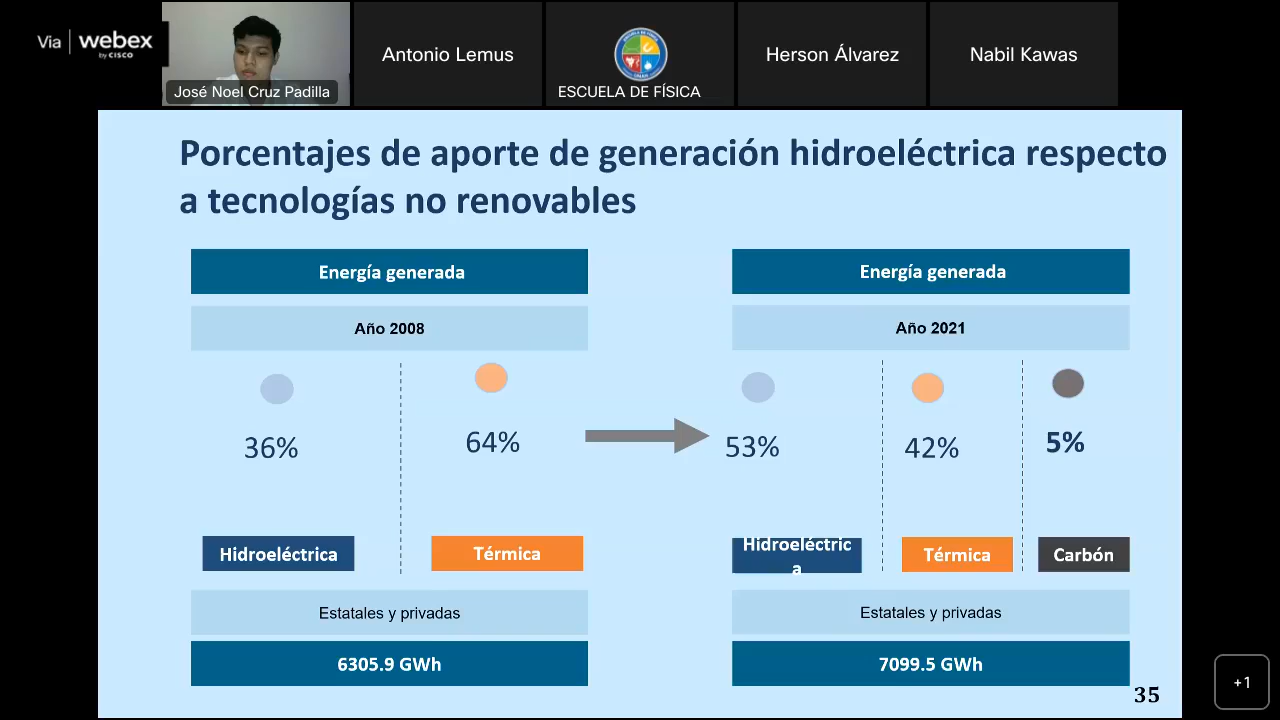 Via webex
by CISCO
José Noel Cruz Padilla
Antonio Lemus
ESCUELA DE FÍSICA
Herson Álvarez
Nabil Kawas
Porcentajes de aporte de generación hidroeléctrica respecto
a tecnologías no renovables
Energía generada
Año 2008
36%
64%
Hidroeléctrica
Térmica
Estatales y privadas
6305.9 GWh
Energía generada
Año 2021
53%
42%
5%
Hidroeléctric
a
Térmica
Carbón
Estatales y privadas
7099.5 GWh
35
+1